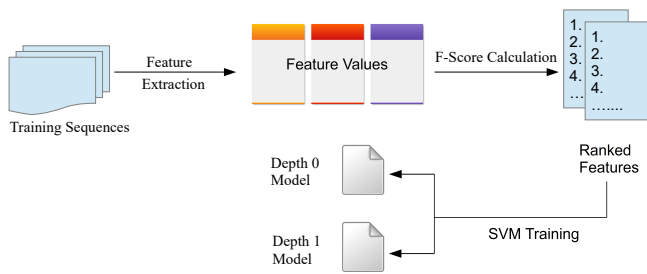 Training Sequences
Feature
Extraction
Feature Values
F-Score Calculation
1.
2.
3.
4.
...
1.
2.
3.
4.
.......
Ranked
Features
SVM Training
Depth 0
Model
Depth 1
Model